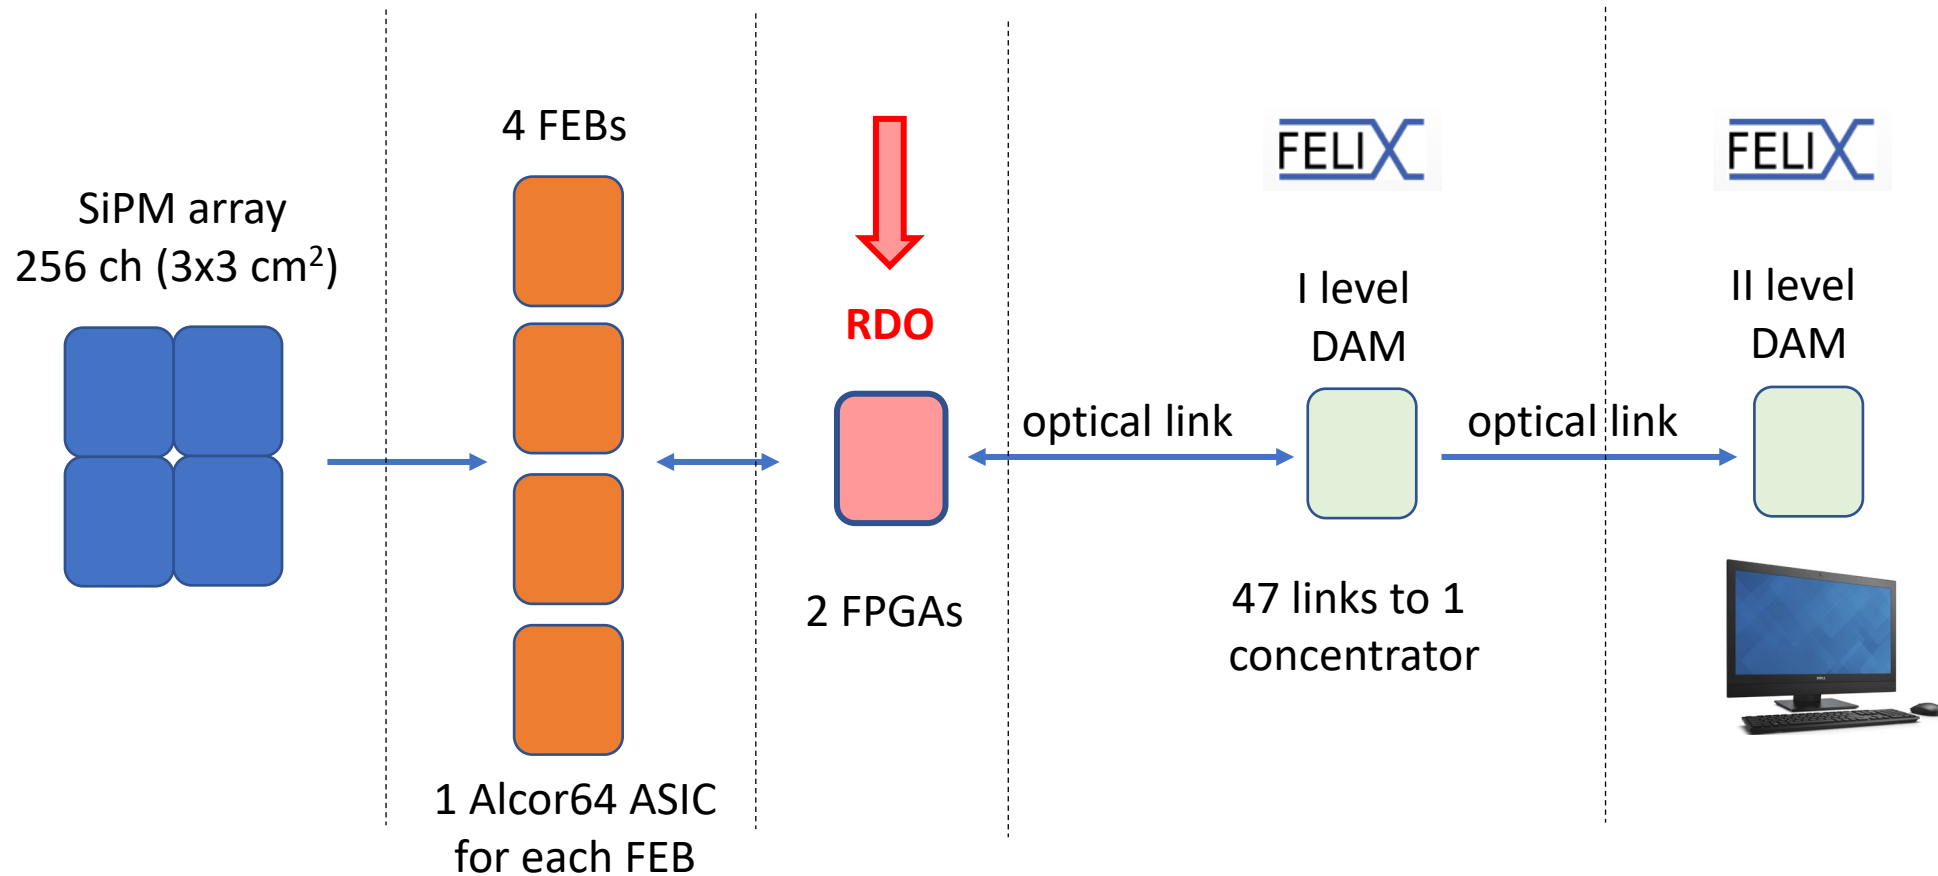 SiPM array
256 ch (3x3 cm²)
4 FEBs
1 Alcor64 ASIC
for each FEB
RDO
2 FPGAs
optical link
FELIX
I level
DAM
47 links to 1
concentrator
optical link
FELIX
II level
DAM
DELL